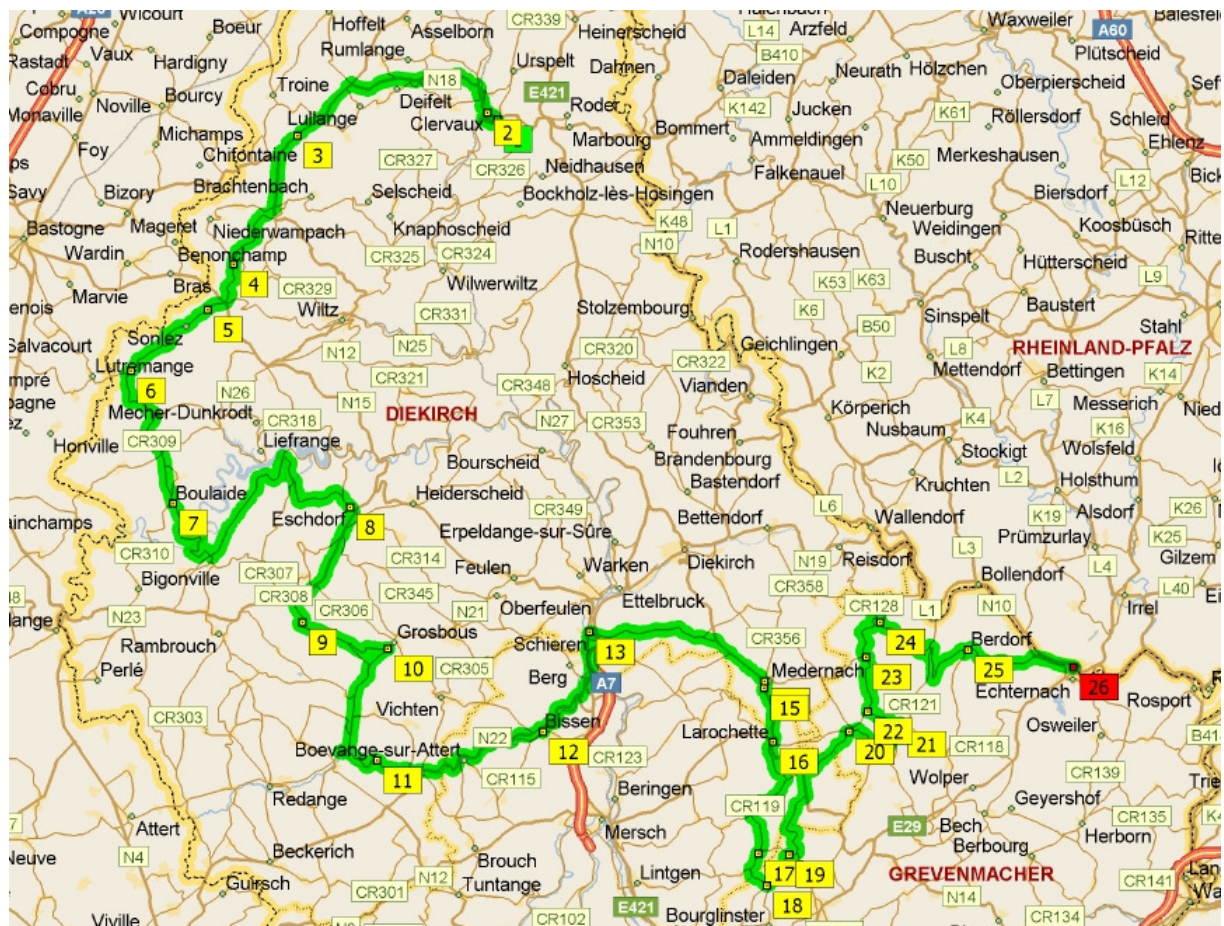 Wicourt
Hoffelt
Asselborn
CR339
Heinerscheid
L14
Arzfeld
Waxweiler
A60
Compogne
Boeur
Rumlange
B410
Plütscheid
Vaux
Rastadt
Hardigny
Urspelt
Dahnen
Daleiden
Neurath
Hölzchen
Oberpierscheid
Cobru
Noville
Bourcy
Troine
N18
Deifelt
E421
Roder
K142
Jucken
K61
Röllersdorf
Schleid
Michamps
Lullange
Clervaux
2
Marbourg
Bommert
Ammeldingen
Ehlenz
Foy
Chifontaine
3
CR327
CR326
Neidhausen
Falkenauel
K50
Merkeshausen
Savy
Bizory
Brachtenbach
Selscheid
Bockholz-lès-Hosingen
L10
Biersdorf
L12
Bastogne
Mageret
Niederwampach
Knaphoscheid
K48
L1
Neuerburg
Weidingen
Koosbüsch
Wardin
Benonchamp
CR325
CR324
N10
Rodershausen
Buscht
Hütterscheid
L9
Marvie
Bras
4
CR329
Wilwerwiltz
K53
K63
Baustert
5
Wiltz
CR331
Stolzembourg
K6
Sinspelt
Sonlez
N12
N25
CR320
B50
Geichlingen
Stahl
Salvacourt
Lutramange
CR321
CR322
L8
RHEINLAND-PFALZ
6
N26
N15
CR348
Hoscheid
Vianden
K2
Mettendorf
Bettingen
K14
Mecher-Dunkrodt
DIEKIRCH
L7
Messerich
Honville
CR309
CR318
Liefrange
N27
CR353
Körperich
Nusbaum
K4
K16
Fouhren
Wolsfeld
Bourscheid
Brandenbourg
Stockigt
Boulaide
Heiderscheid
Bastendorf
Kruchten
L2
Holsthum
7
Eschdorf
8
CR349
L6
K19
Alsdorf
K26
Erpeldange-sur-Sûre
Bettendorf
Wallendorf
Prümzurlay
K25
CR310
CR314
Diekirch
N19
Reisdorf
L3
Gilzem
Bigonville
CR307
Feulen
Warken
CR358
Bollendorf
L4
CR308
CR306
CR345
N21
Oberfeulen
Ettelbruck
CR128
L1
N10
Irrel
L40
N23
Rambrouch
9
Grosbous
Schieren
CR356
24
Berdorf
Perlé
10
CR305
13
Medernach
23
25
Berg
A7
Echternach
26
Rosport
CR303
Vichten
15
CR121
Osweiler
Bissen
Larochette
22
Boevange-sur-Attert
N22
12
20
21
CR118
11
CR115
CR123
16
Wolper
CR139
Redange
Beringen
CR119
Geyershof
CR135
Attert
Mersch
E29
Bech
Herborn
N4
Berbourg
Beckerich
Brouch
N12
Tuntange
Lintgen
17
19
GREVENMACHER
CR141
Guirsch
CR301
18
N14
Viville
CR102
E421
Bourglinster
CR134